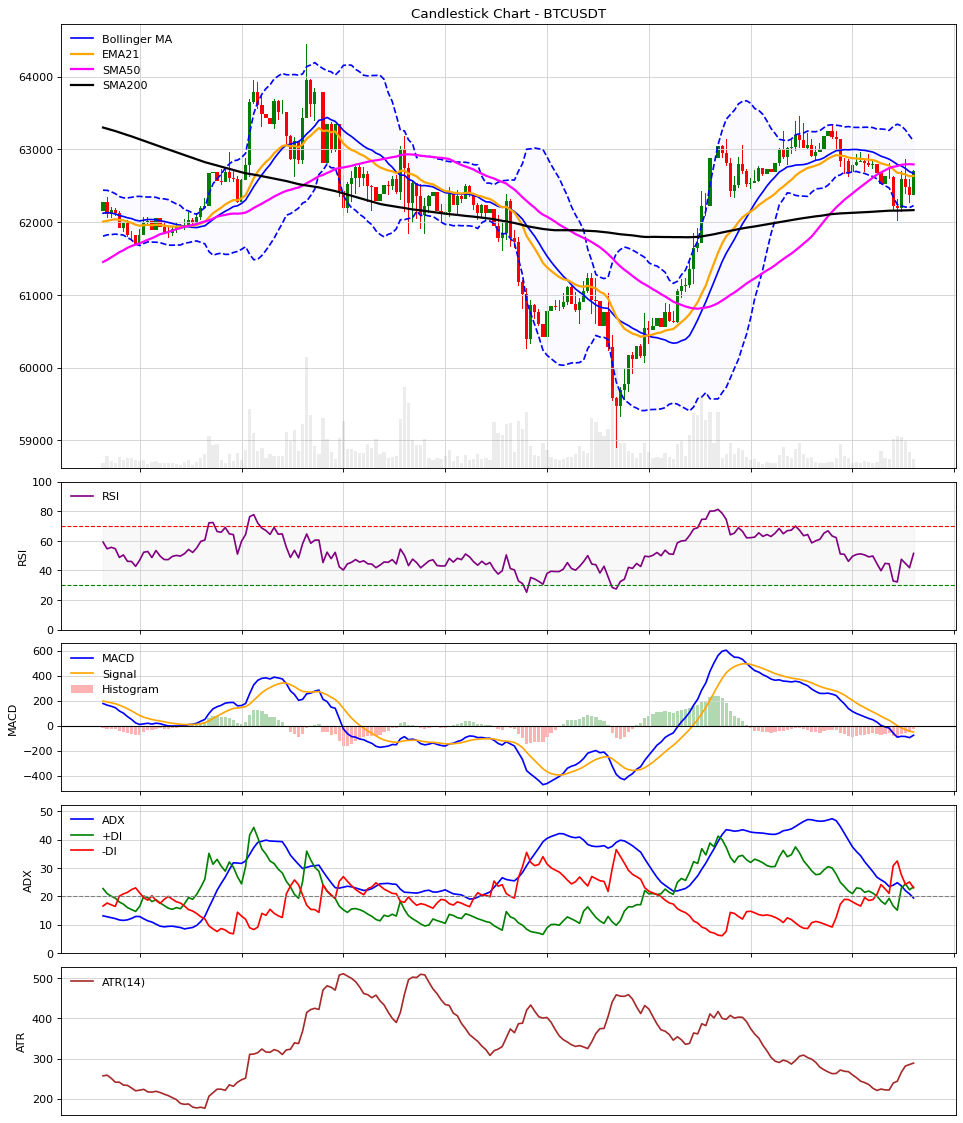 Candlestick Chart - BTCUSDT
Bollinger MA
EMA21
SMA50
SMA200
64000
63000
62000
61000
60000
59000
RSI
RSI
100
80
60
40
20
0
MACD
Signal
Histogram
MACD
600
400
200
0
−200
−400
ADX
+DI
-DI
ADX
50
40
30
20
10
0
ATR(14)
ATR
500
400
300
200